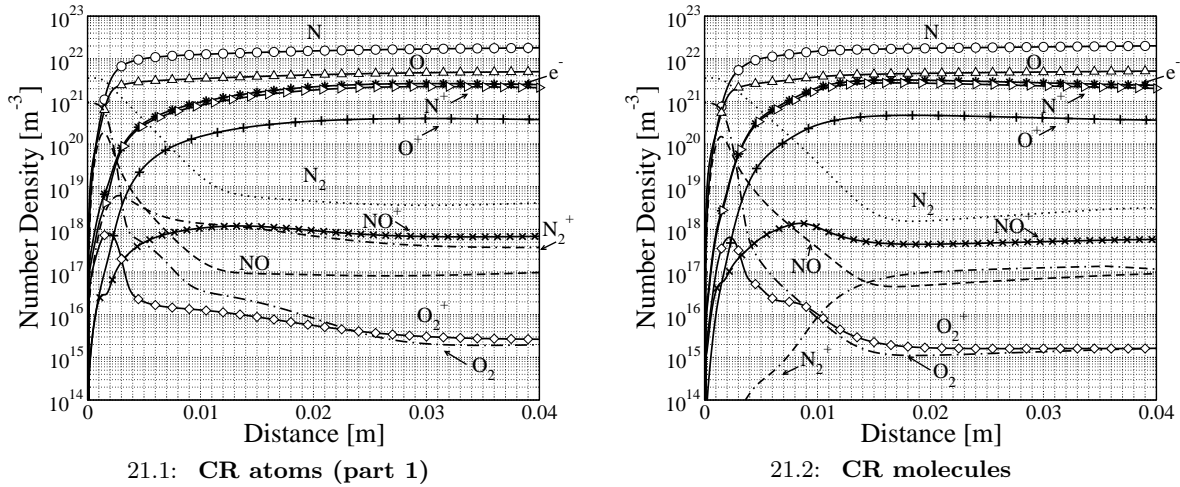 10^23
10^22
10^21
10^20
10^19
10^18
10^17
10^16
10^15
10^14
Number Density [m^-3]
N
O
e^-
N^+
O^+
N_2
NO^+
N_2^+
NO
O_2^+
O_2
0 0.01 0.02 0.03 0.04
Distance [m]
21.1: CR atoms (part 1)
10^23
10^22
10^21
10^20
10^19
10^18
10^17
10^16
10^15
10^14
Number Density [m^-3]
N
O
e^-
N^+
O^+
N_2
NO^+
NO
O_2^+
N_2^+
O_2
0 0.01 0.02 0.03 0.04
Distance [m]
21.2: CR molecules